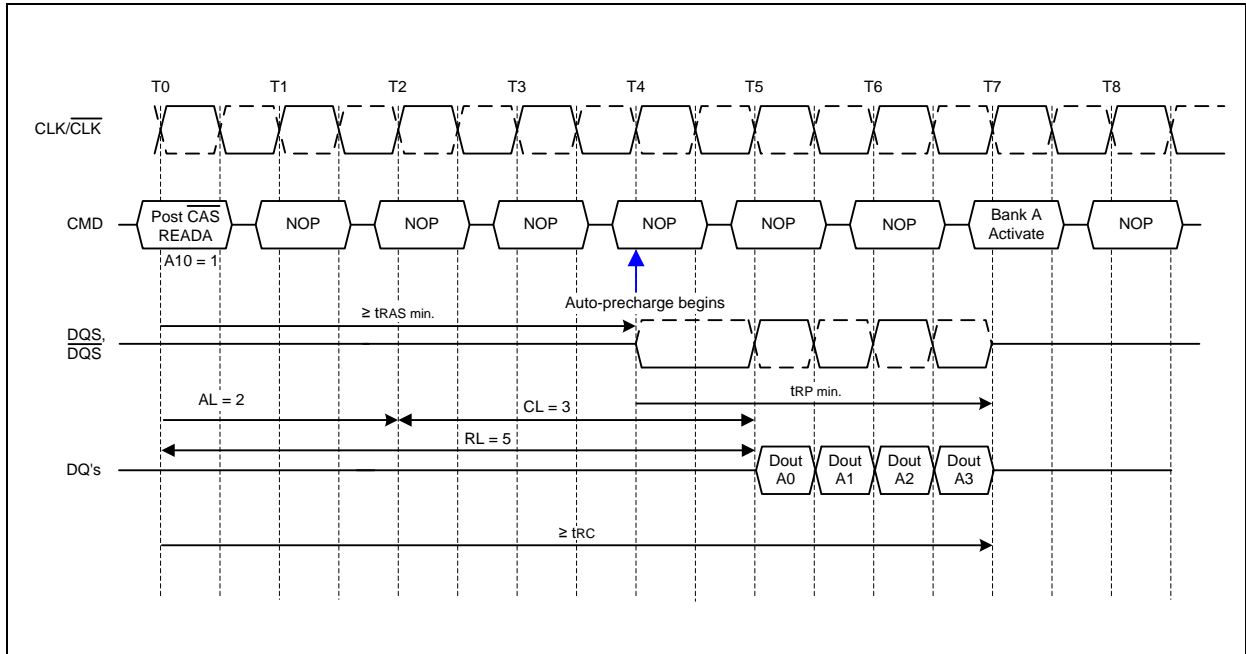 T0 T1 T2 T3 T4 T5 T6 T7 T8
CLK/CLK
CMD
Post CAS
READA
NOP NOP NOP NOP NOP NOP
Bank A
Activate
NOP
A10 = 1
Auto-precharge begins
≥ tRAS min.
DQS,
DQS
tRP min.
AL = 2
CL = 3
RL = 5
DQ's
Dout
A0
Dout
A1
Dout
A2
Dout
A3
≥ tRC